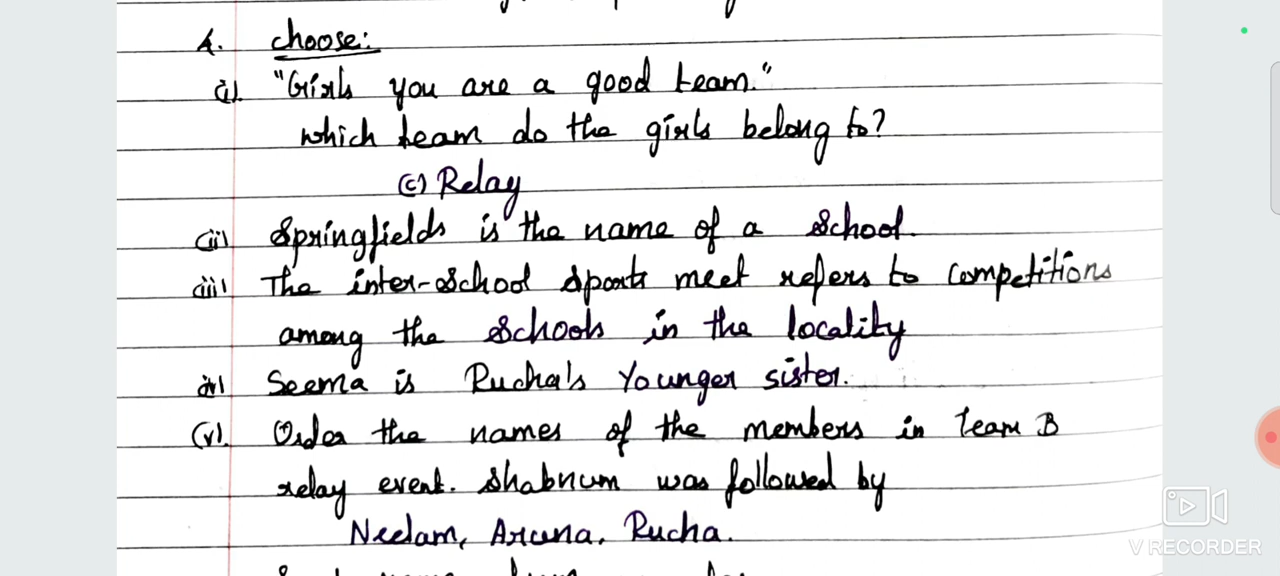 A. choose:
(i). "Girls you are a good team."
which team do the girls belong to?
(c) Relay
(ii) Springfields is the name of a School.
(iii) The inter-school sports meet refers to competitions
among the Schools in the locality
(iv) Seema is Rucha's Younger sister.
(v). Order the names of the members in Team B
relay event. Shabnum was followed by
Neelam, Aruna, Rucha.
V RECORDER